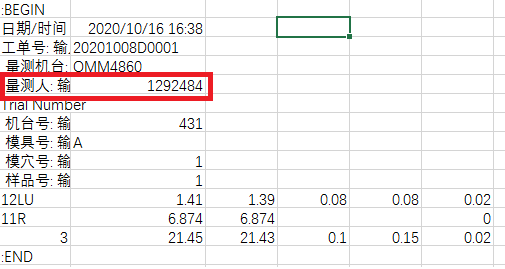 :BEGIN
日期/时间 2020/10/16 16:38
工单号: 输 20201008D0001
量测机台: OMM4860
量测人: 输 1292484
Trial Number
机台号: 输 431
模具号: 输 A
模穴号: 输 1
样品号: 输 1
12LU 1.41 1.39 0.08 0.08 0.02
11R 6.874 6.874 0
3 21.45 21.43 0.1 0.15 0.02
:END